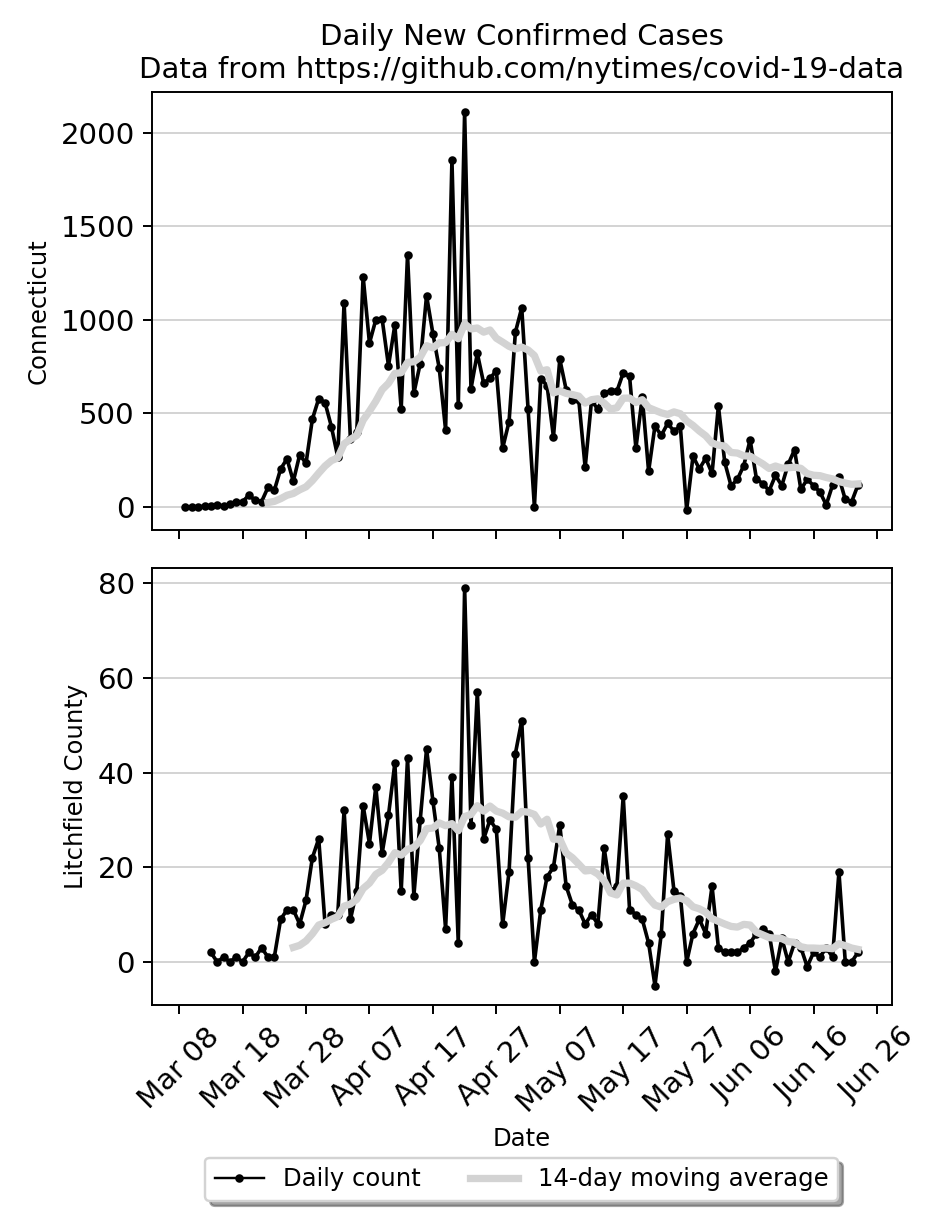 Daily New Confirmed Cases
Data from https://github.com/nytimes/covid-19-data
Connecticut
2000
1500
1000
500
0
Litchfield County
80
60
40
20
0
Mar 08
Mar 18
Mar 28
Apr 07
Apr 17
Apr 27
May 07
May 17
May 27
Jun 06
Jun 16
Jun 26
Date
Daily count
14-day moving average